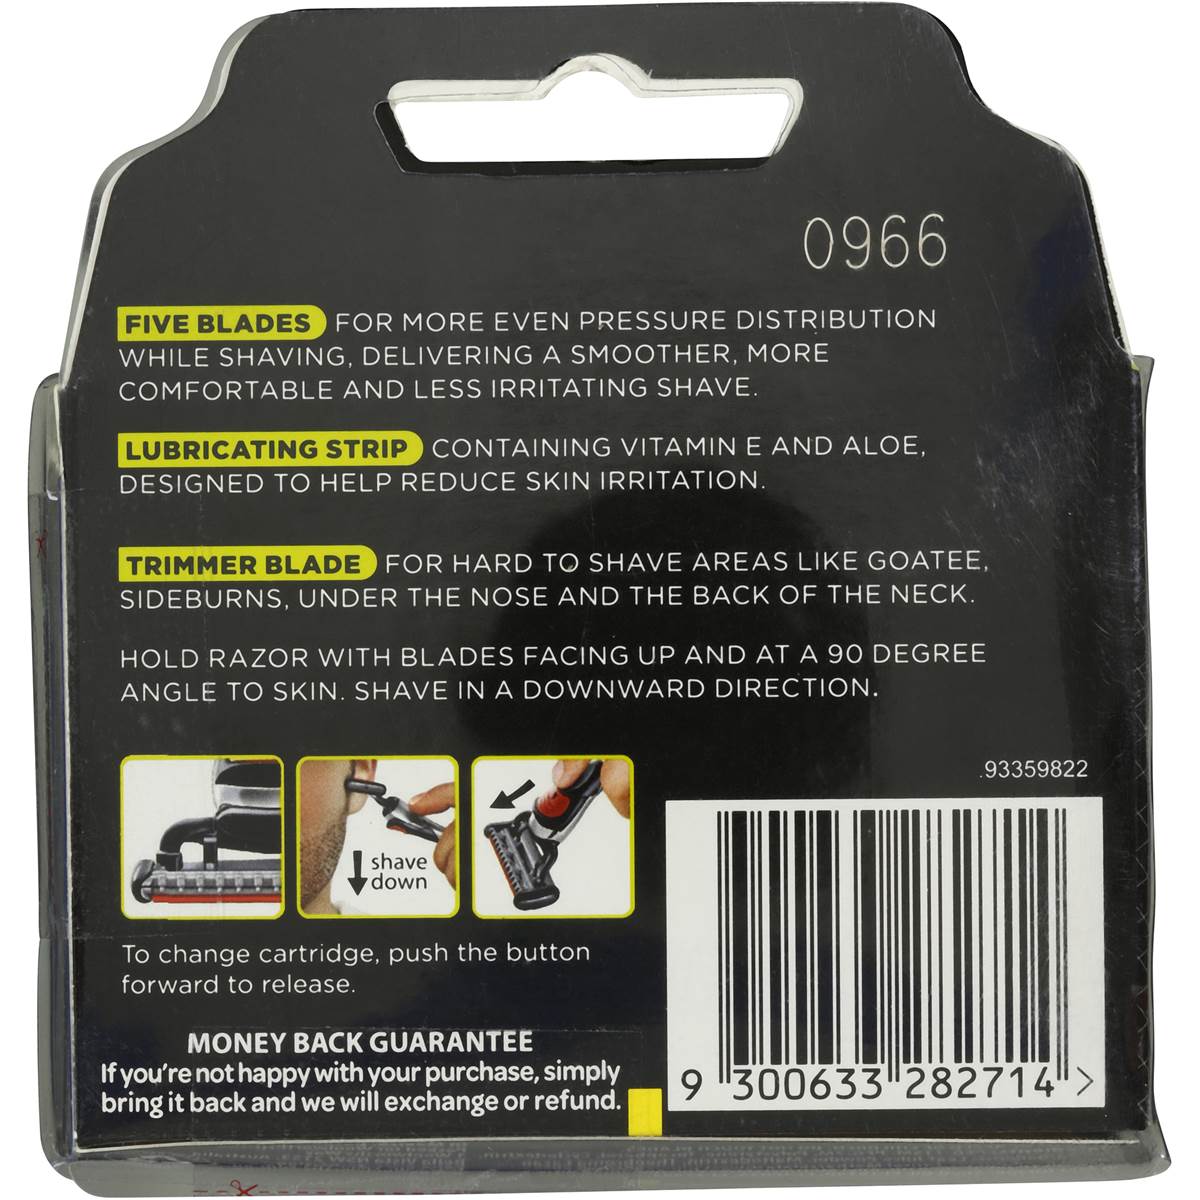 0966
FIVE BLADES FOR MORE EVEN PRESSURE DISTRIBUTION
WHILE SHAVING, DELIVERING A SMOOTHER, MORE
COMFORTABLE AND LESS IRRITATING SHAVE.
LUBRICATING STRIP CONTAINING VITAMIN E AND ALOE,
DESIGNED TO HELP REDUCE SKIN IRRITATION.
TRIMMER BLADE FOR HARD TO SHAVE AREAS LIKE GOATEE,
SIDEBURNS, UNDER THE NOSE AND THE BACK OF THE NECK.
HOLD RAZOR WITH BLADES FACING UP AND AT A 90 DEGREE
ANGLE TO SKIN. SHAVE IN A DOWNWARD DIRECTION.
.93359822
shave
down
To change cartridge, push the button
forward to release.
MONEY BACK GUARANTEE
If you're not happy with your purchase, simply
bring it back and we will exchange or refund.
9 300633 282714 >